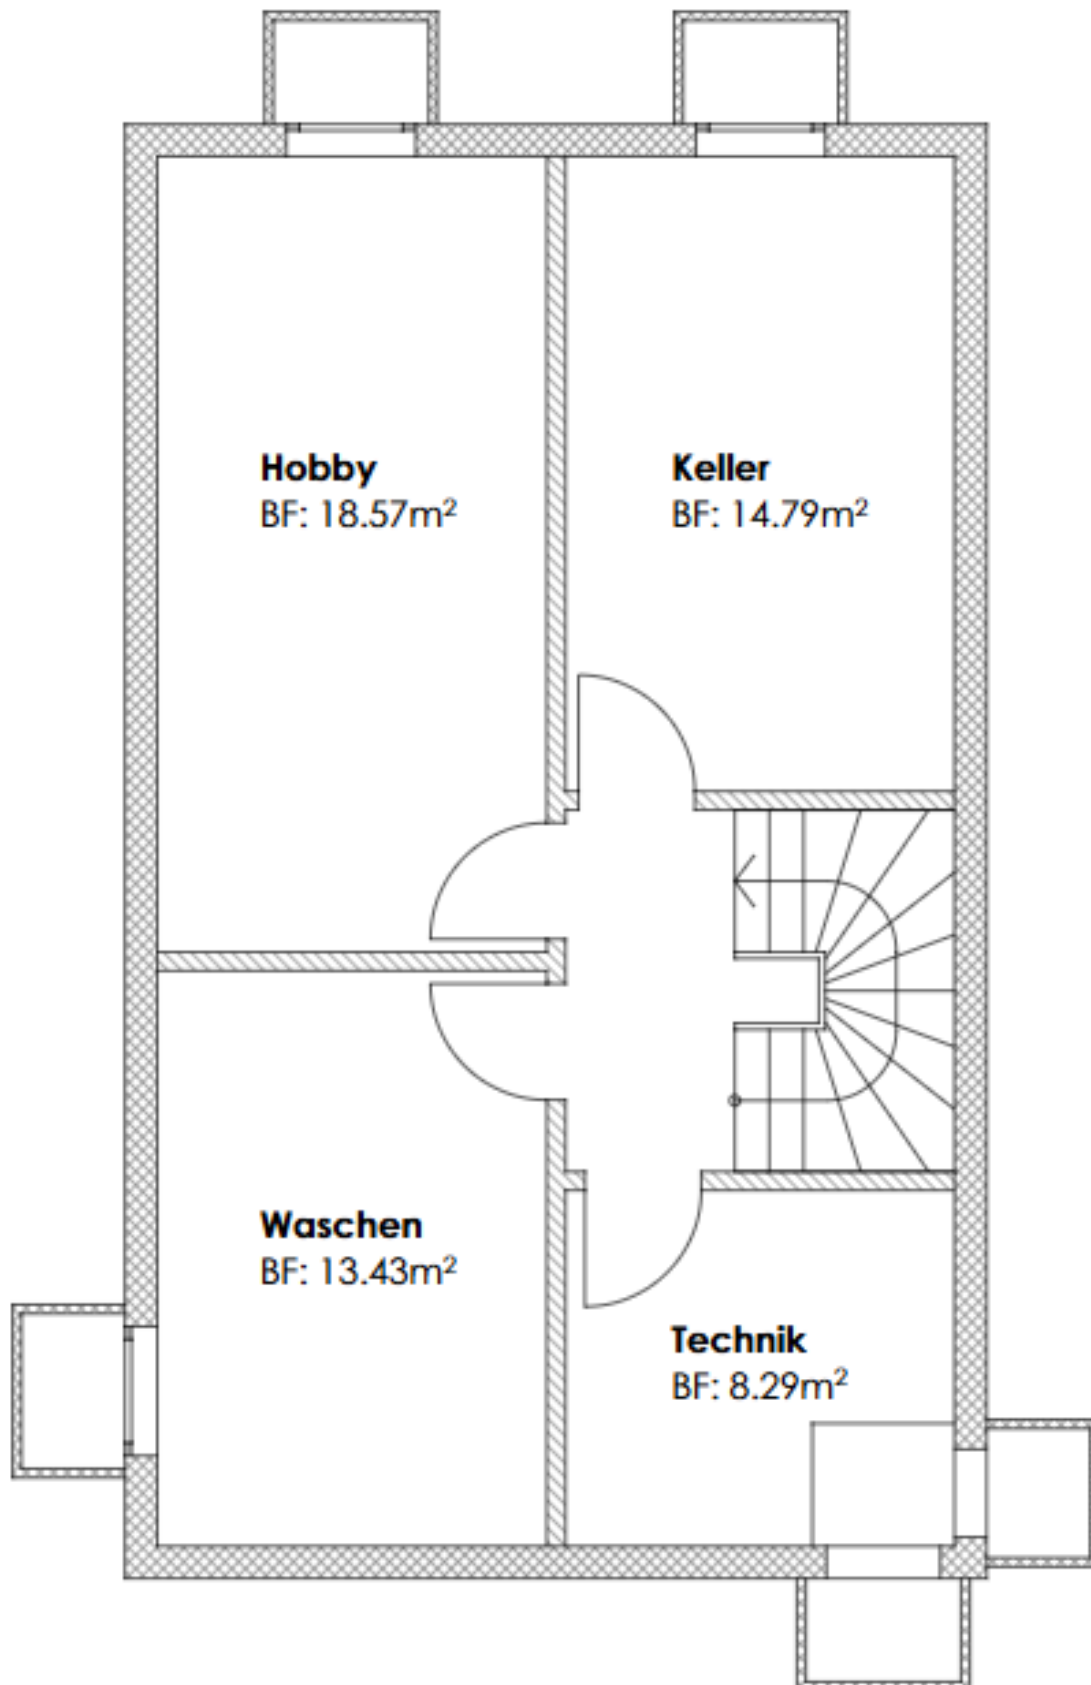 Hobby
BF: 18.57m²
Keller
BF: 14.79m²
Waschen
BF: 13.43m²
Technik
BF: 8.29m²